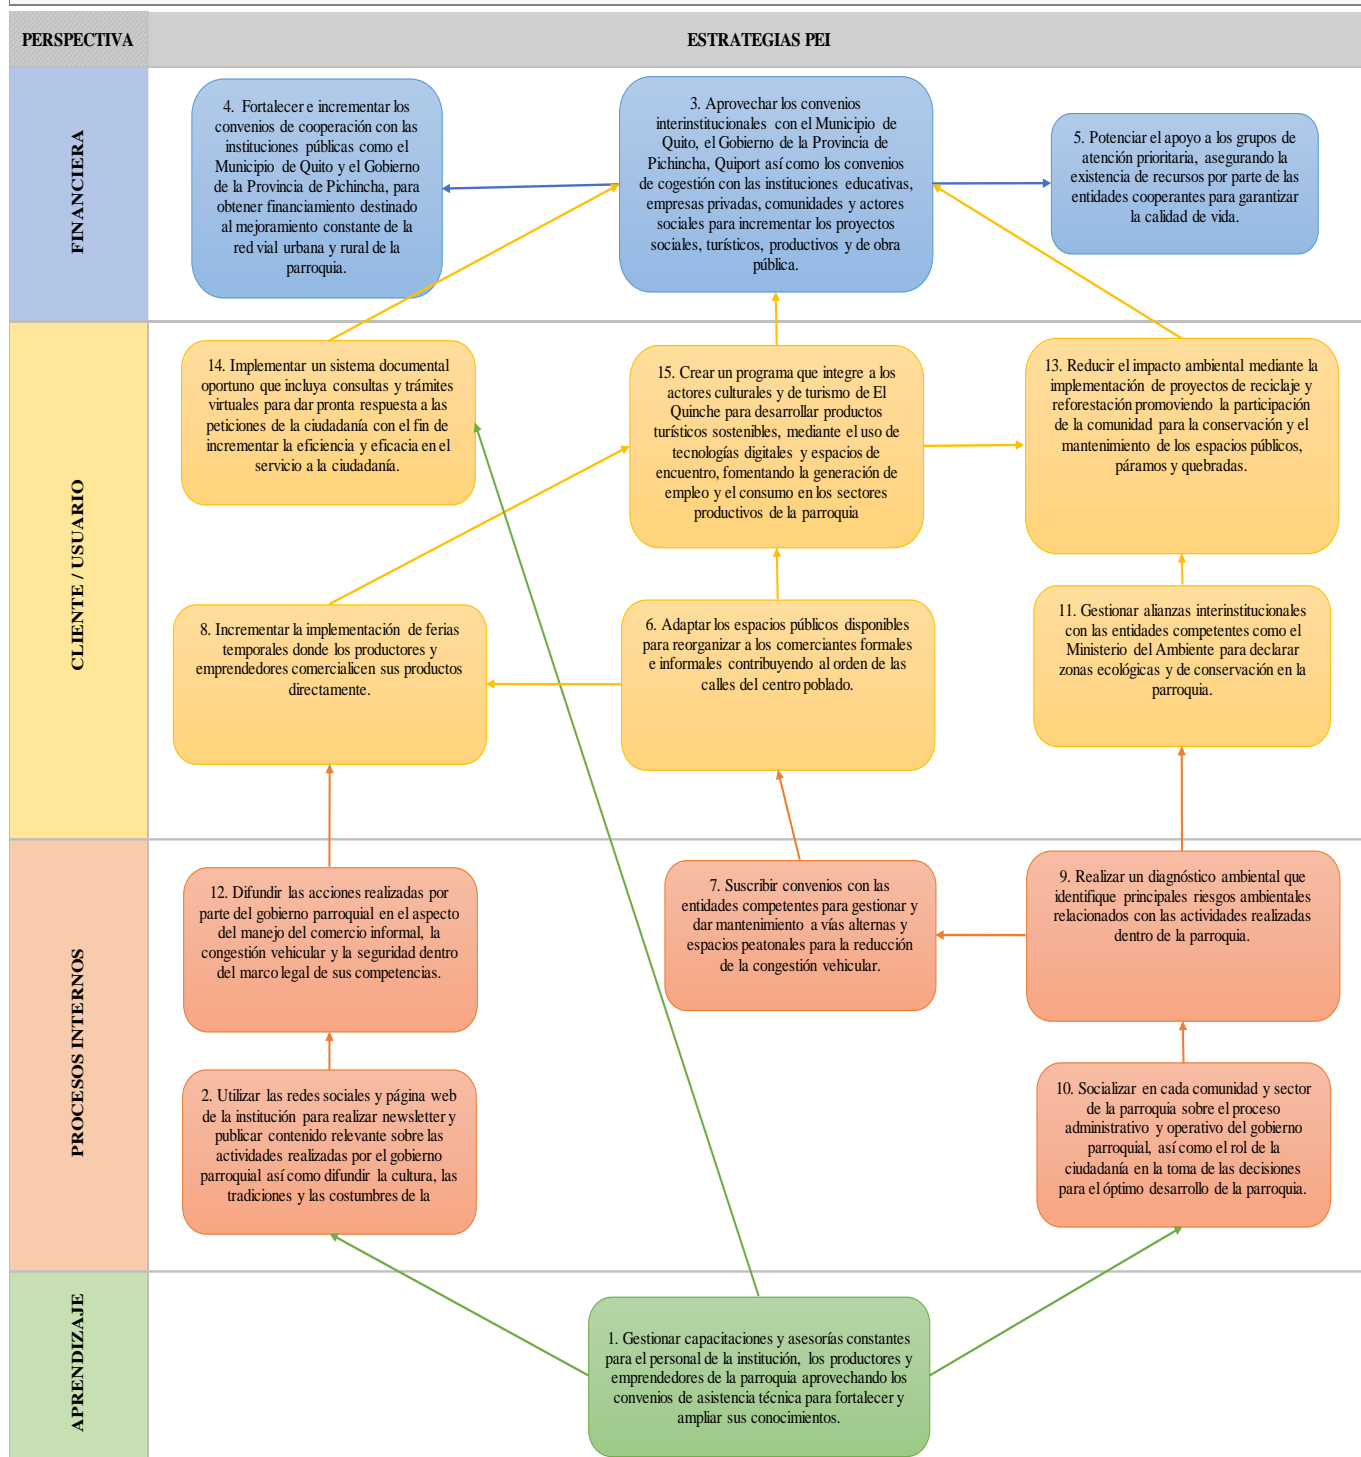 PERSPECTIVA
ESTRATEGIAS PEI
FINANCIERA
4. Fortalecer e incrementar los
convenios de cooperación con las
instituciones públicas como el
Municipio de Quito y el Gobierno
de la Provincia de Pichincha, para
obtener financiamiento destinado
al mejoramiento constante de la
red vial urbana y rural de la
parroquia.
3. Aprovechar los convenios
interinstitucionales con el Municipio de
Quito, el Gobierno de la Provincia de
Pichincha, Quiport así como los convenios
de cogestión con las instituciones educativas,
empresas privadas, comunidades y actores
sociales para incrementar los proyectos
sociales, turísticos, productivos y de obra
pública.
5. Potenciar el apoyo a los grupos de
atención prioritaria, asegurando la
existencia de recursos por parte de las
entidades cooperantes para garantizar
la calidad de vida.
CLIENTE / USUARIO
14. Implementar un sistema documental
oportuno que incluya consultas y trámites
virtuales para dar pronta respuesta a las
peticiones de la ciudadanía con el fin de
incrementar la eficiencia y eficacia en el
servicio a la ciudadanía.
15. Crear un programa que integre a los
actores culturales y de turismo de El
Quinche para desarrollar productos
turísticos sostenibles, mediante el uso de
tecnologías digitales y espacios de
encuentro, fomentando la generación de
empleo y el consumo en los sectores
productivos de la parroquia
13. Reducir el impacto ambiental mediante la
implementación de proyectos de reciclaje y
reforestación promoviendo la participación
de la comunidad para la conservación y el
mantenimiento de los espacios públicos,
páramos y quebradas.
8. Incrementar la implementación de ferias
temporales donde los productores y
emprendedores comercialicen sus productos
directamente.
6. Adaptar los espacios públicos disponibles
para reorganizar a los comerciantes formales
e informales contribuyendo al orden de las
calles del centro poblado.
11. Gestionar alianzas interinstitucionales
con las entidades competentes como el
Ministerio del Ambiente para declarar
zonas ecológicas y de conservación en la
parroquia.
PROCESOS INTERNOS
12. Difundir las acciones realizadas por
parte del gobierno parroquial en el aspecto
del manejo del comercio informal, la
congestión vehicular y la seguridad dentro
del marco legal de sus competencias.
7. Suscribir convenios con las
entidades competentes para gestionar y
dar mantenimiento a vías alternas y
espacios peatonales para la reducción
de la congestión vehicular.
9. Realizar un diagnóstico ambiental que
identifique principales riesgos ambientales
relacionados con las actividades realizadas
dentro de la parroquia.
2. Utilizar las redes sociales y página web
de la institución para realizar newsletter y
publicar contenido relevante sobre las
actividades realizadas por el gobierno
parroquial así como difundir la cultura, las
tradiciones y las costumbres de la
10. Socializar en cada comunidad y sector
de la parroquia sobre el proceso
administrativo y operativo del gobierno
parroquial, así como el rol de la
ciudadanía en la toma de las decisiones
para el óptimo desarrollo de la parroquia.
APRENDIZAJE
1. Gestionar capacitaciones y asesorías constantes
para el personal de la institución, los productores y
emprendedores de la parroquia aprovechando los
convenios de asistencia técnica para fortalecer y
ampliar sus conocimientos.